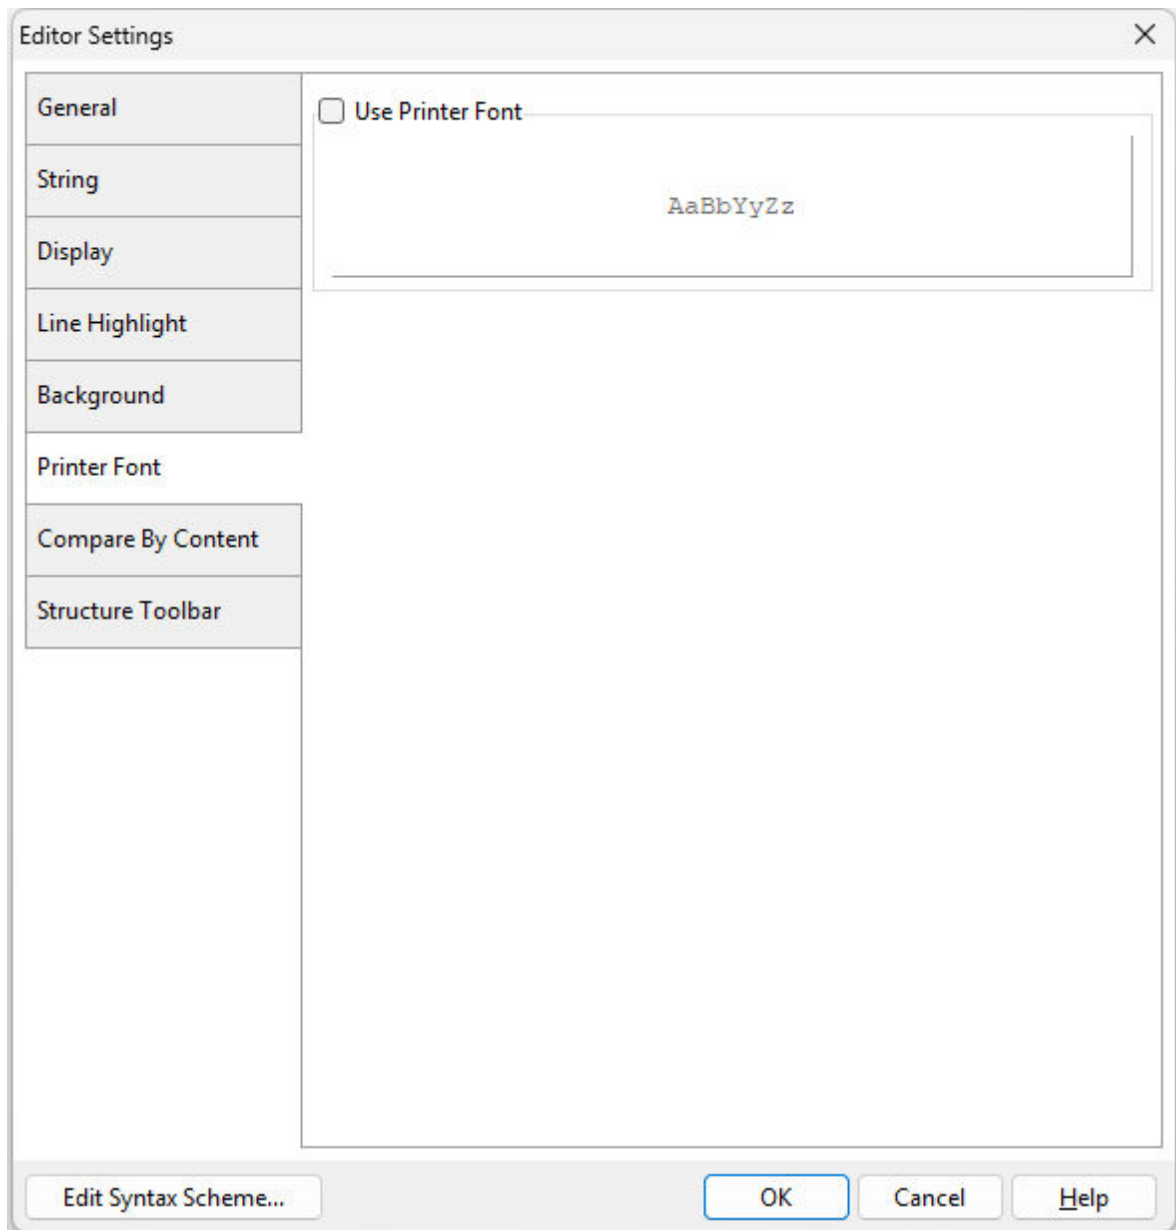 Editor Settings
General
String
Display
Line Highlight
Background
Printer Font
Compare By Content
Structure Toolbar
Use Printer Font
AaBbYyZz
Edit Syntax Scheme...
OK
Cancel
Help